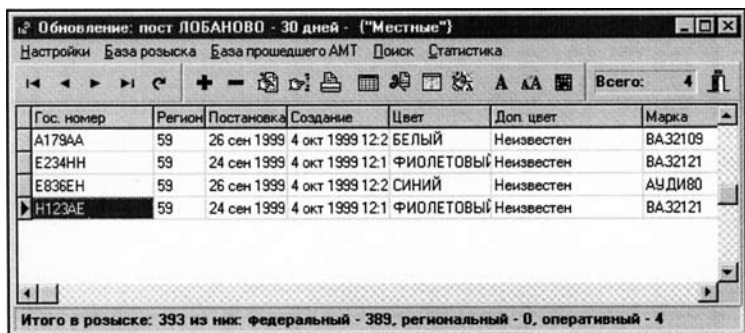 Обновление: пост ЛОБАНОВО - 30 дней - {"Местные"}
Настройки База розыска База прошедшего АМТ Поиск Статистика
Всего: 4
Гос. номер Регион Постановка Создание Цвет Доп. цвет Марка
А179АА 59 26 сен 1999 4 окт 1999 12:2 БЕЛЫЙ Неизвестен ВАЗ2109
Е234НН 59 24 сен 1999 4 окт 1999 12:1 ФИОЛЕТОВЫЙ Неизвестен ВАЗ2121
Е836ЕН 59 26 сен 1999 4 окт 1999 12:2 СИНИЙ Неизвестен АУДИ80
Н123АЕ 59 24 сен 1999 4 окт 1999 12:1 ФИОЛЕТОВЫЙ Неизвестен ВАЗ2121
Итого в розыске: 393 из них: федеральный - 389, региональный - 0, оперативный - 4